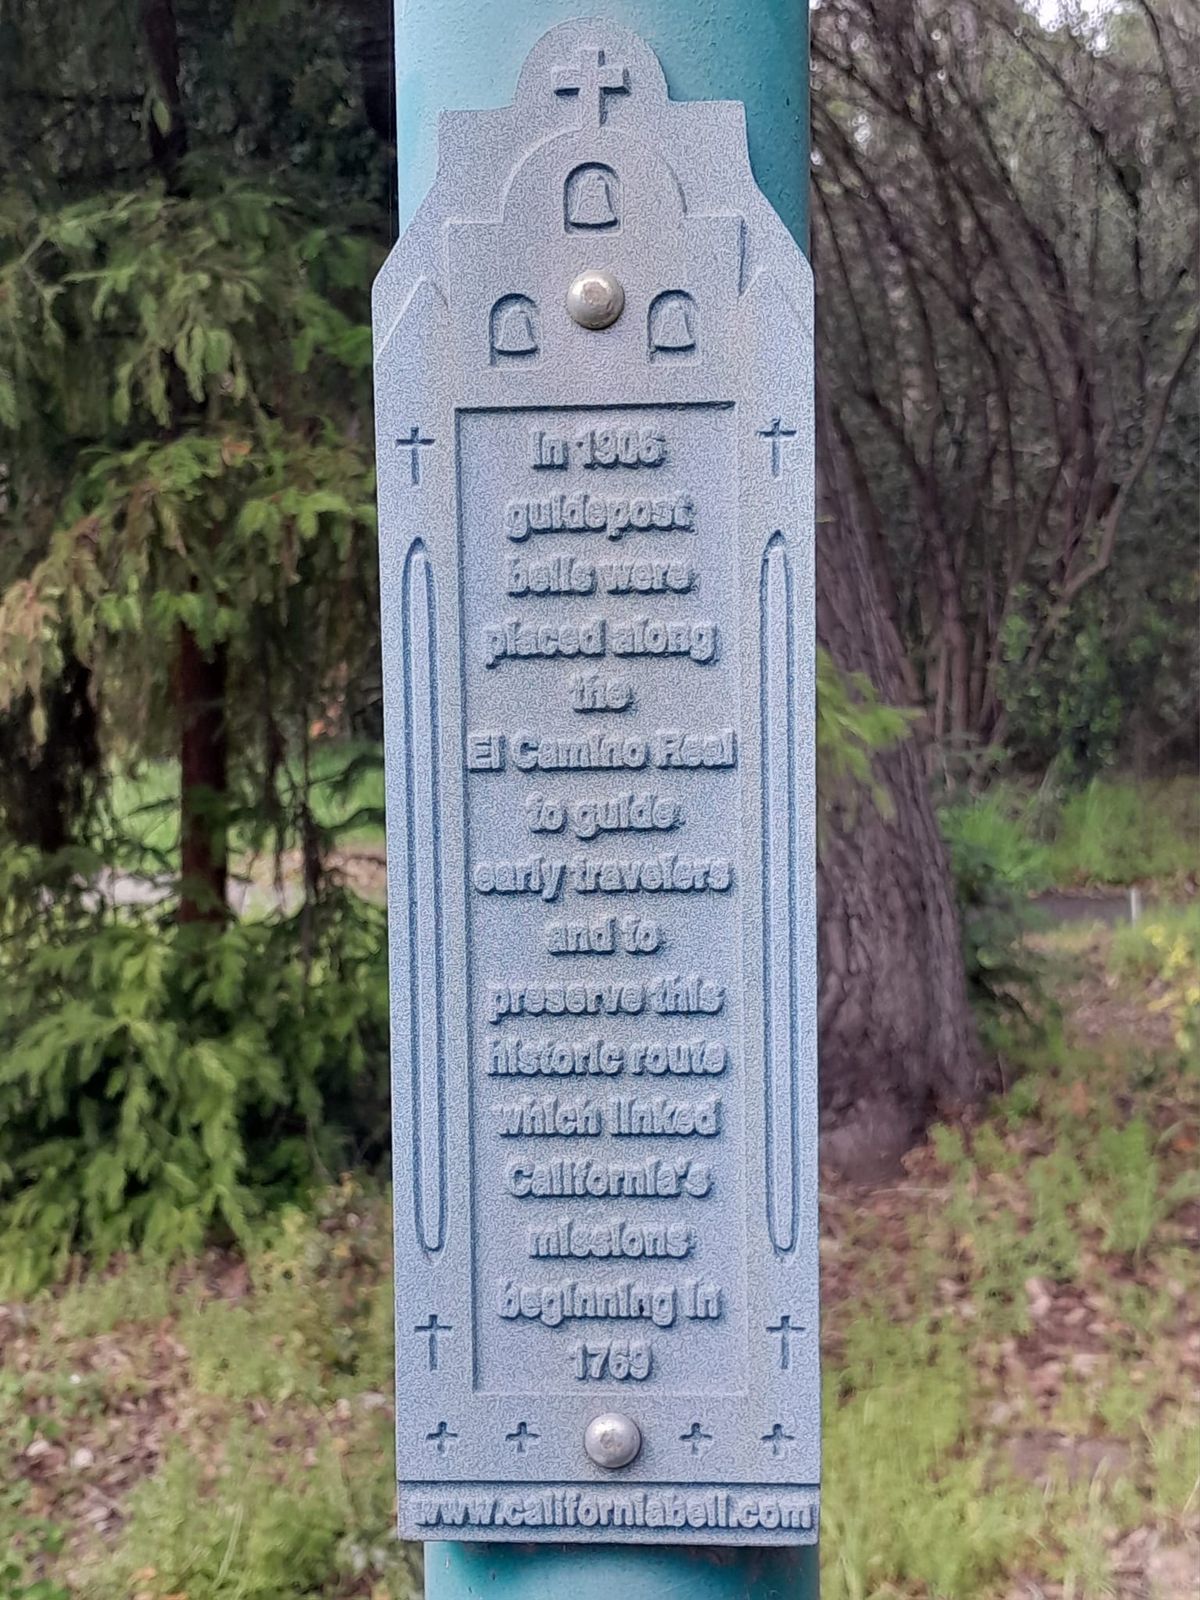 In 1906
guidepost
bells were
placed along
the
El Camino Real
to guide
early travelers
and to
preserve this
historic route
which linked
California's
missions
beginning in
1769
www.californiabell.com